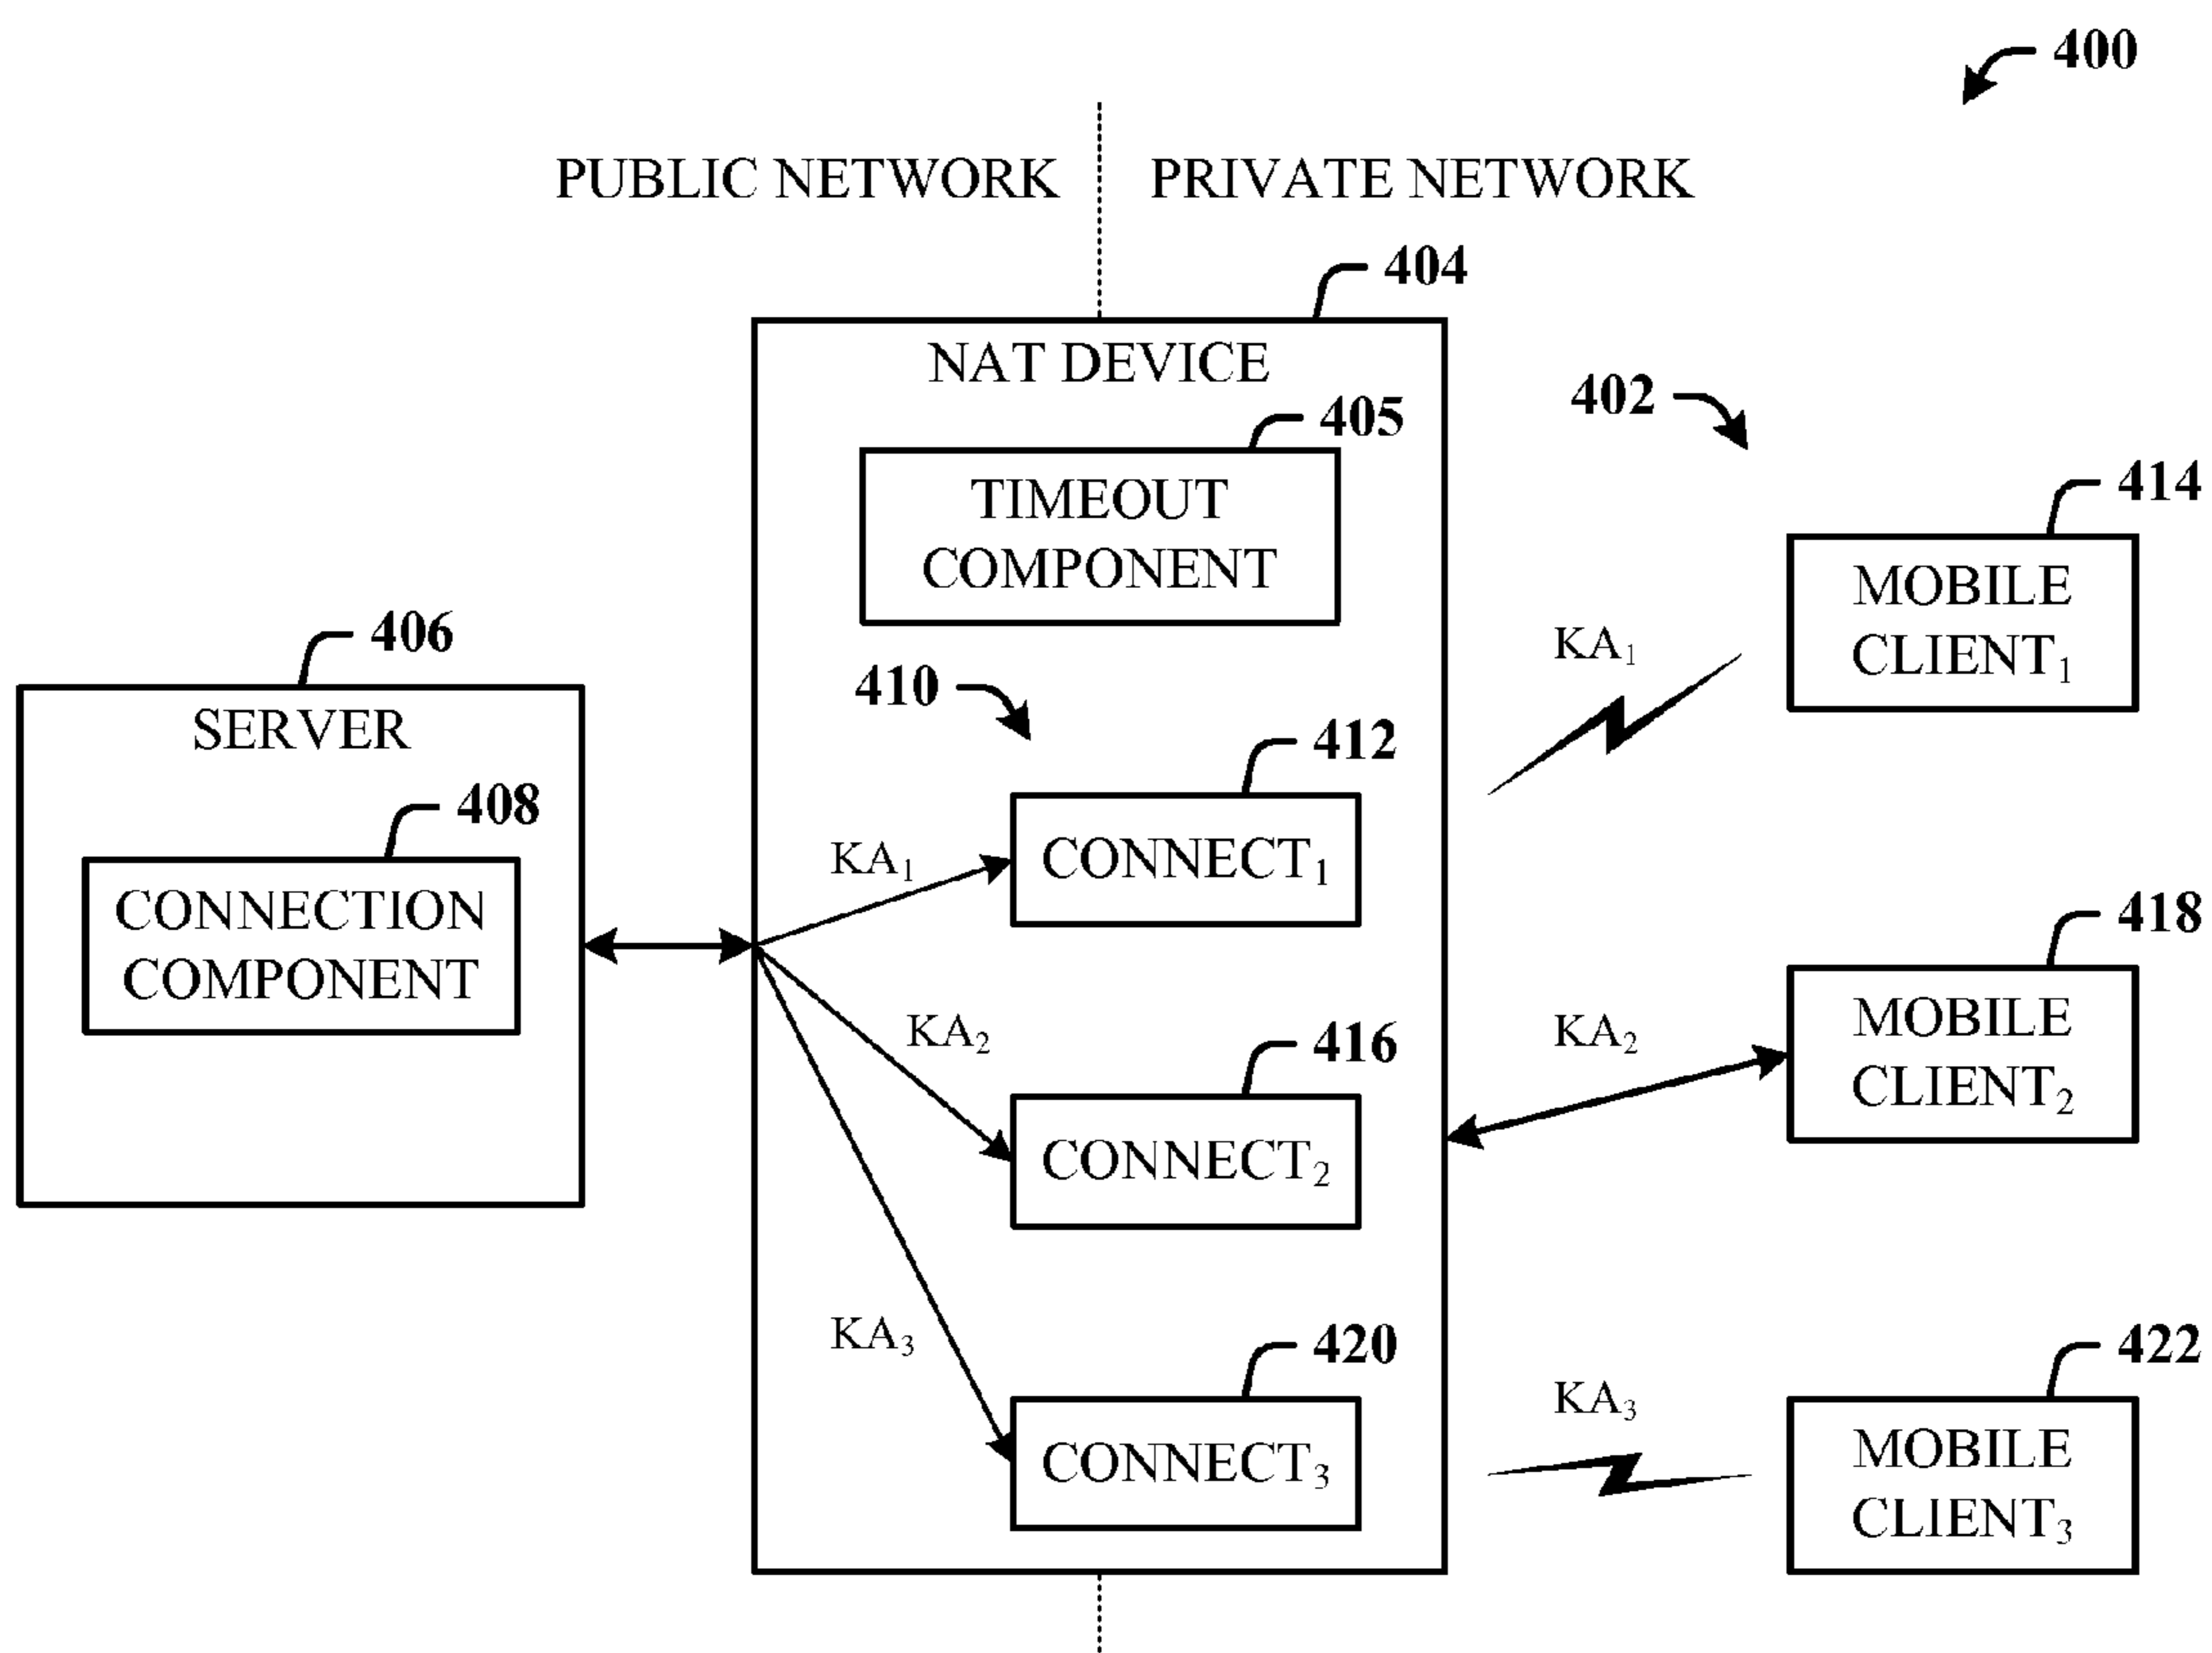 400
PUBLIC NETWORK
PRIVATE NETWORK
404
NAT DEVICE
402
405
TIMEOUT
COMPONENT
414
MOBILE
CLIENT1
KA1
406
SERVER
410
412
408
CONNECTION
COMPONENT
KA1
CONNECT1
418
MOBILE
CLIENT2
KA2
KA2
416
CONNECT2
KA3
420
CONNECT3
422
KA3
MOBILE
CLIENT3